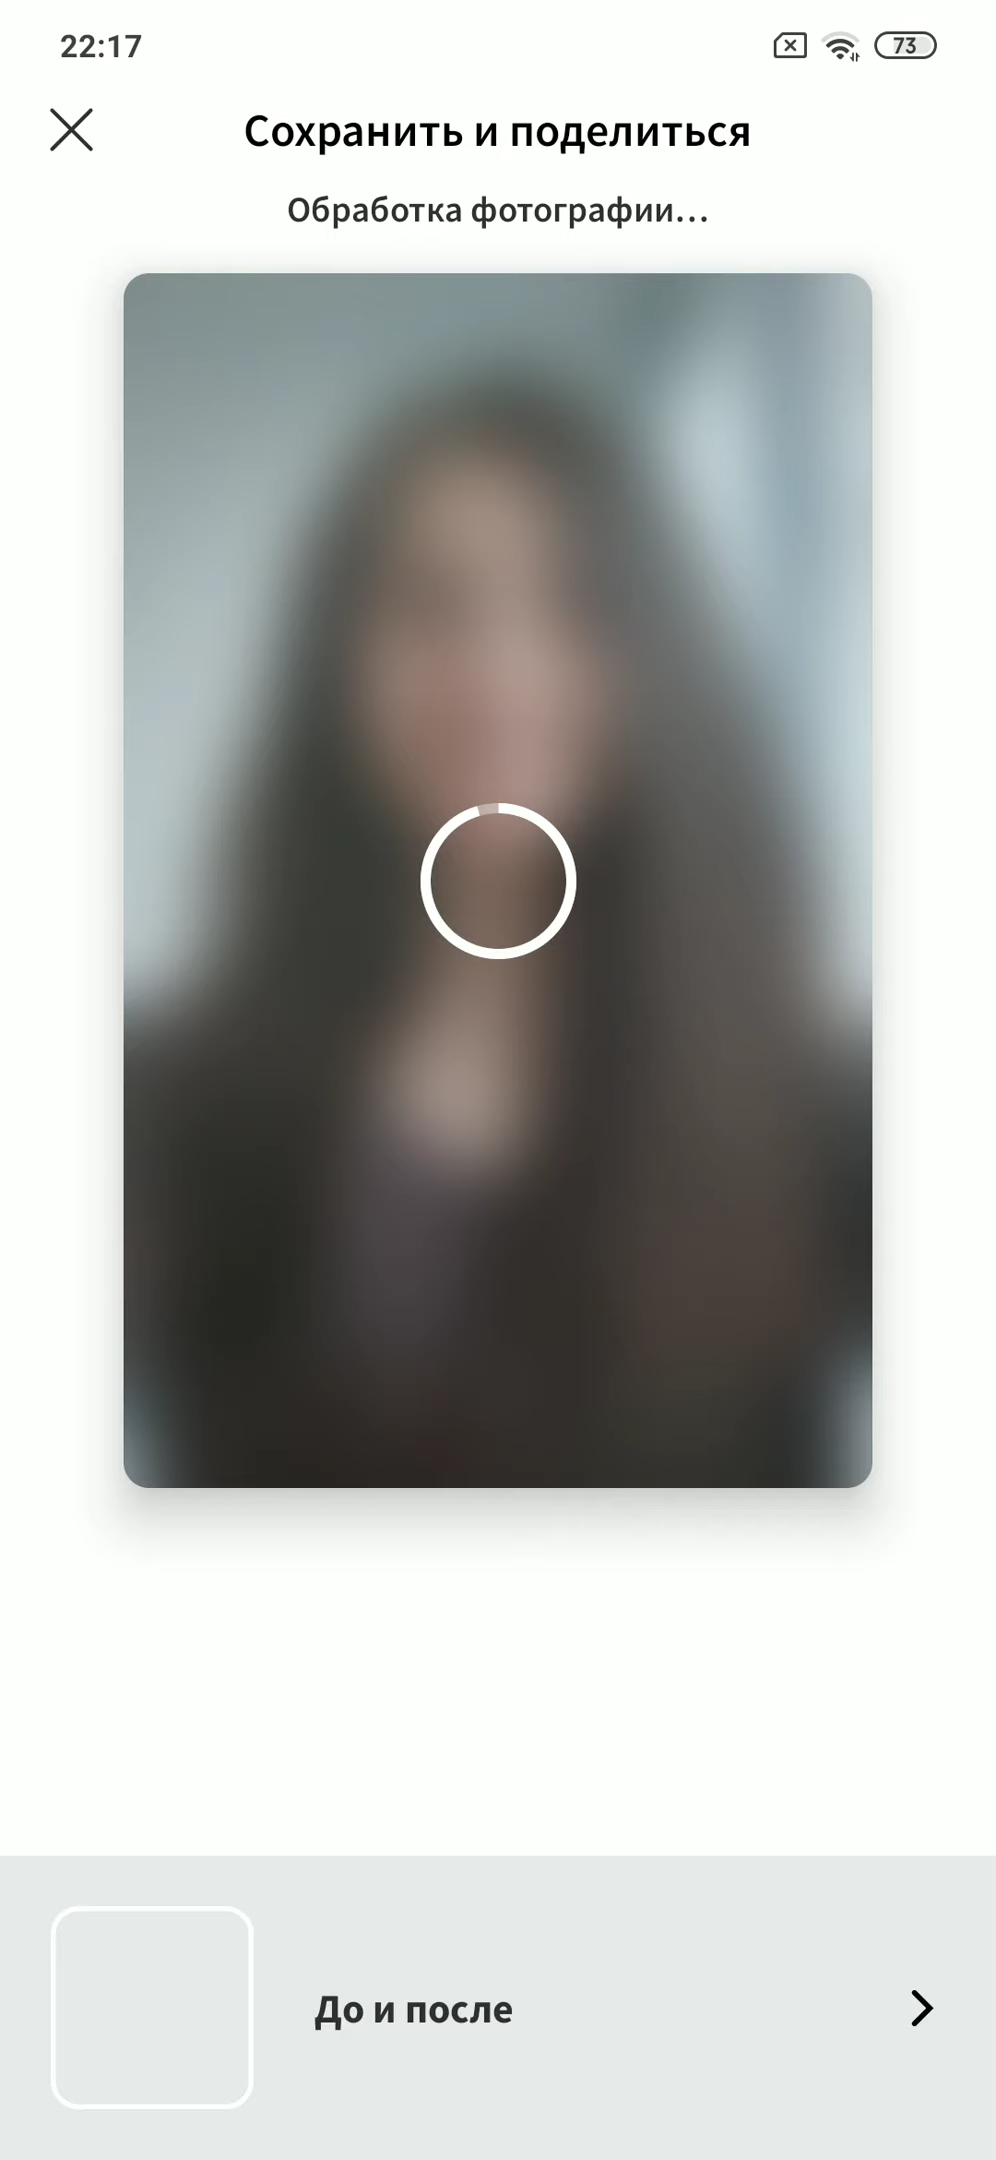 22:17
73
Сохранить и поделиться
Обработка фотографии...
До и после